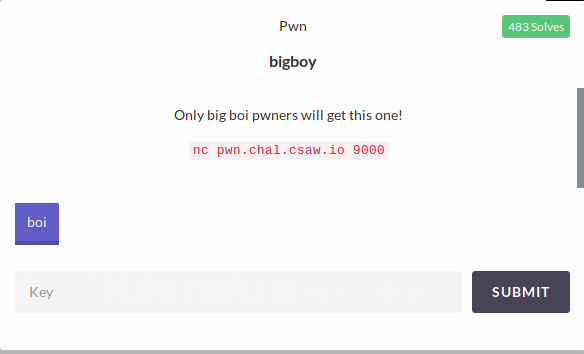 Pwn
483 Solves
bigboy
Only big boi pwners will get this one!
nc pwn.chal.csaw.io 9000
boi
Key
SUBMIT